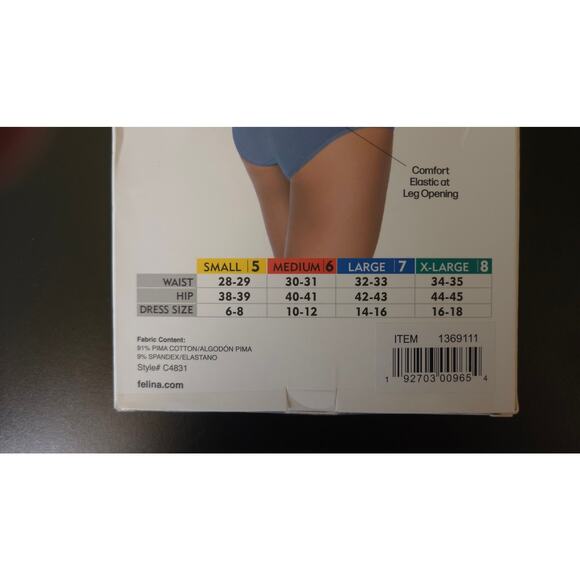 Comfort
Elastic at
Leg Opening
SMALL 5 MEDIUM 6 LARGE 7 X-LARGE 8
WAIST 28-29 30-31 32-33 34-35
HIP 38-39 40-41 42-43 44-45
DRESS SIZE 6-8 10-12 14-16 16-18
Fabric Content:
91% PIMA COTTON/ALGODÓN PIMA
9% SPANDEX/ELASTANO
Style# C4831
felina.com
ITEM 1369111
1 92703 00965 4